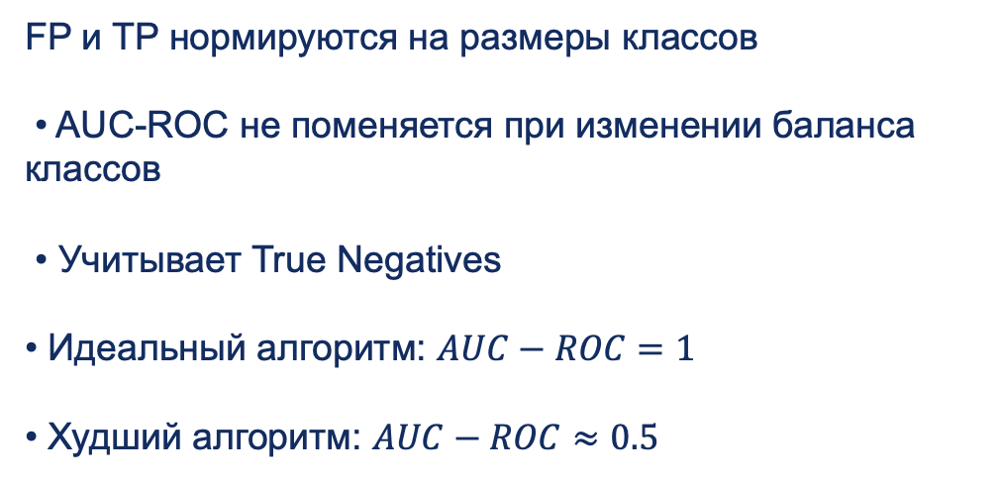 FP и TP нормируются на размеры классов
• AUC-ROC не поменяется при изменении баланса
классов
• Учитывает True Negatives
• Идеальный алгоритм: AUC − ROC = 1
• Худший алгоритм: AUC − ROC ≈ 0.5